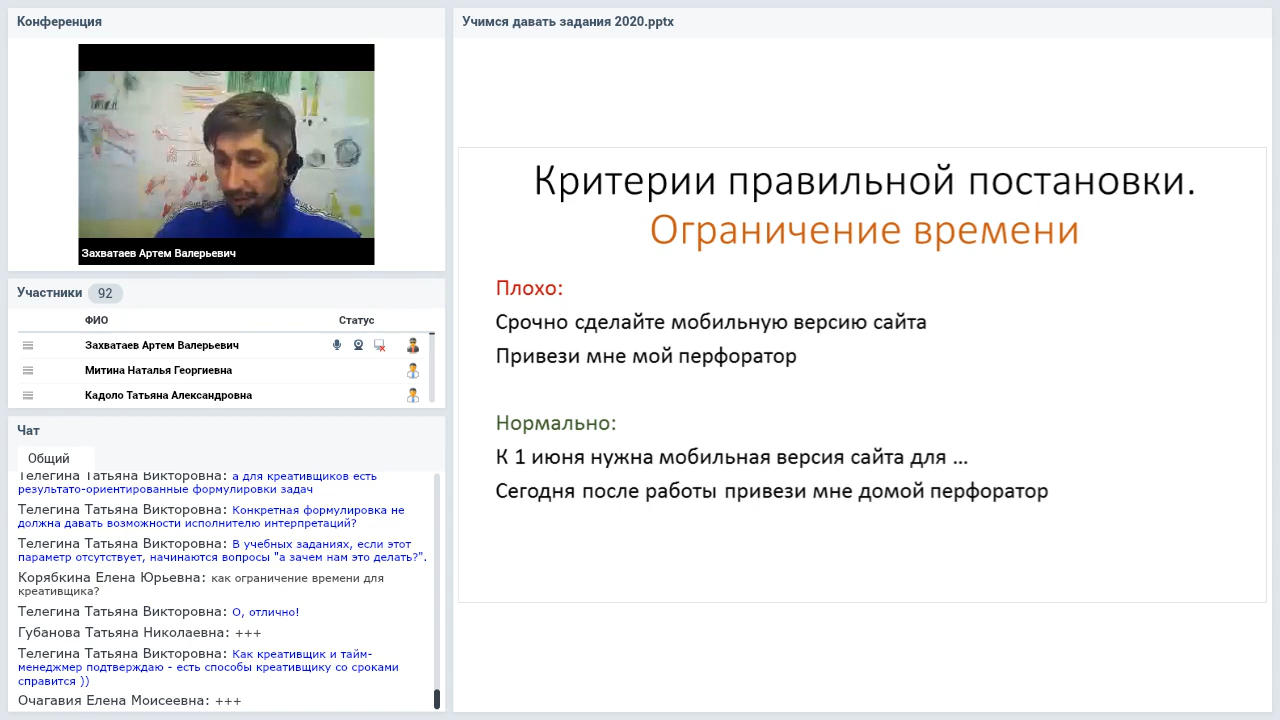 Конференция
Захватаев Артем Валерьевич
Участники 92
ФИО Статус
Захватаев Артем Валерьевич
Митина Наталья Георгиевна
Кадоло Татьяна Александровна
Чат
Общий
Телегина Татьяна Викторовна: а для креативщиков есть
результато-ориентированные формулировки задач
Телегина Татьяна Викторовна: Конкретная формулировка не
должна давать возможности исполнителю интерпретаций?
Телегина Татьяна Викторовна: В учебных заданиях, если этот
параметр отсутствует, начинаются вопросы "а зачем нам это делать?".
Корябкина Елена Юрьевна: как ограничение времени для
креативщика?
Телегина Татьяна Викторовна: О, отлично!
Губанова Татьяна Николаевна: +++
Телегина Татьяна Викторовна: Как креативщик и тайм-
менеджмер подтверждаю - есть способы креативщику со сроками
справится ))
Очагавия Елена Моисеевна: +++
Учимся давать задания 2020.pptx
Критерии правильной постановки.
Ограничение времени
Плохо:
Срочно сделайте мобильную версию сайта
Привези мне мой перфоратор
Нормально:
К 1 июня нужна мобильная версия сайта для ...
Сегодня после работы привези мне домой перфоратор